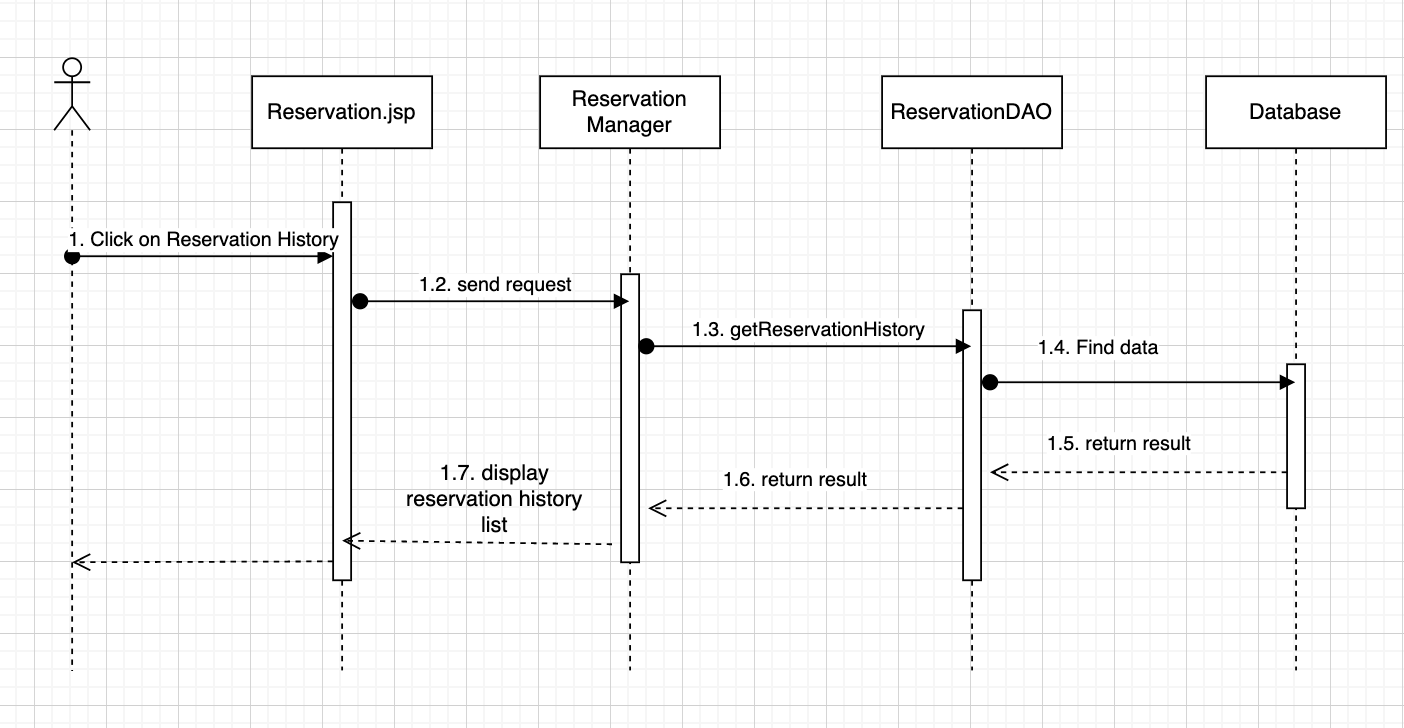 Reservation.jsp
Reservation
Manager
ReservationDAO
Database
1. Click on Reservation History
1.2. send request
1.3. getReservationHistory
1.4. Find data
1.5. return result
1.6. return result
1.7. display
reservation history
list